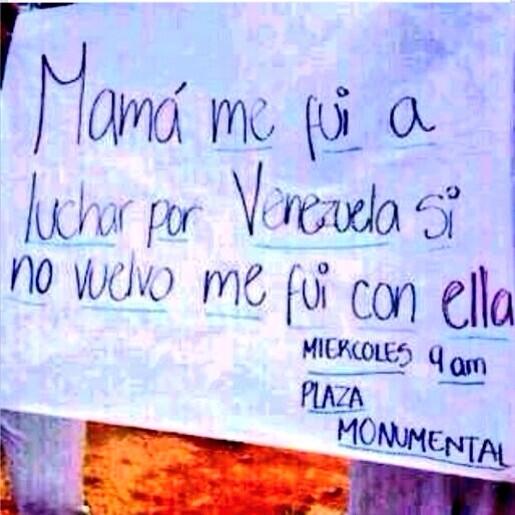 Mamá me fui a
luchar por Venezuela si
no vuelvo me fui con ella
MIERCOLES 9 am
PLAZA
MONUMENTAL